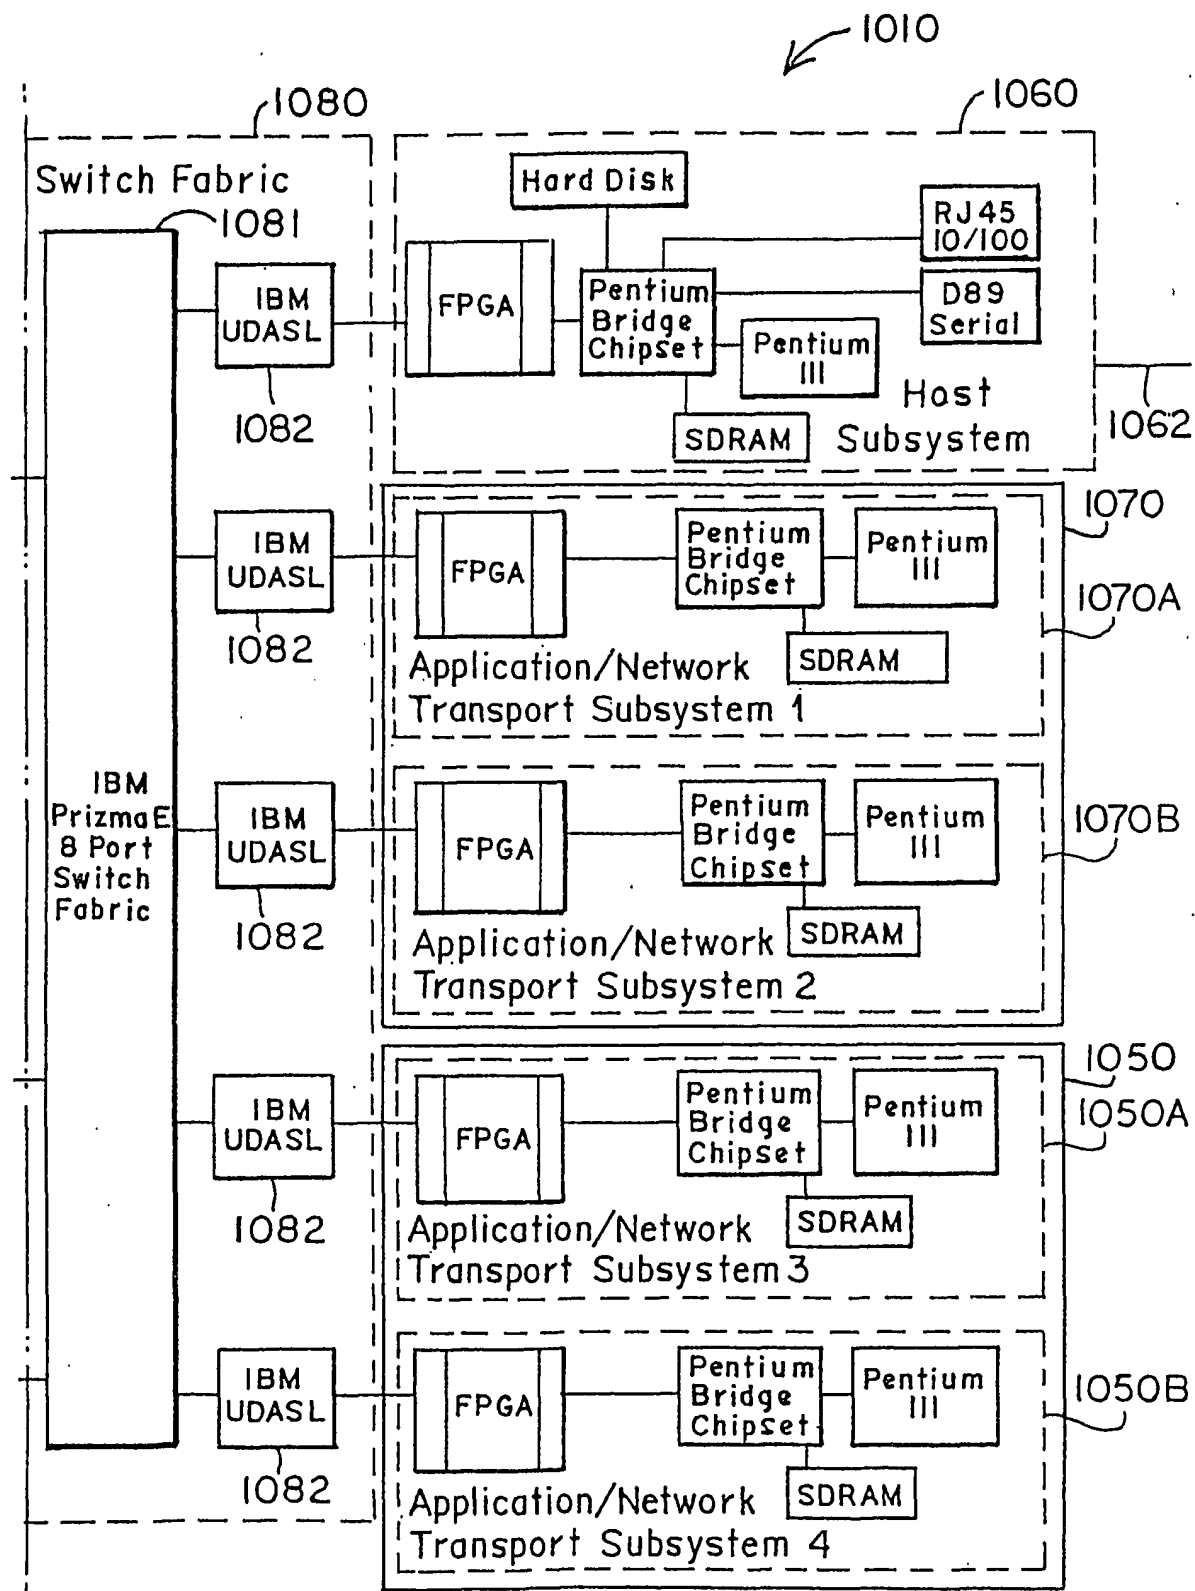 1010
1080
1060
Switch Fabric
1081
Hard Disk
RJ45
10/100
D89
Serial
IBM
UDASL
FPGA
Pentium
Bridge
Chipset
Pentium
III
SDRAM
Host
Subsystem
1082
1062
IBM
UDASL
1082
FPGA
Pentium
Bridge
Chipset
Pentium
III
SDRAM
Application/Network
Transport Subsystem 1
1070
1070A
IBM
PrizmaE
8 Port
Switch
Fabric
IBM
UDASL
1082
FPGA
Pentium
Bridge
Chipset
Pentium
III
SDRAM
Application/Network
Transport Subsystem 2
1070B
IBM
UDASL
1082
FPGA
Pentium
Bridge
Chipset
Pentium
III
SDRAM
Application/Network
Transport Subsystem 3
1050
1050A
IBM
UDASL
1082
FPGA
Pentium
Bridge
Chipset
Pentium
III
SDRAM
Application/Network
Transport Subsystem 4
1050B